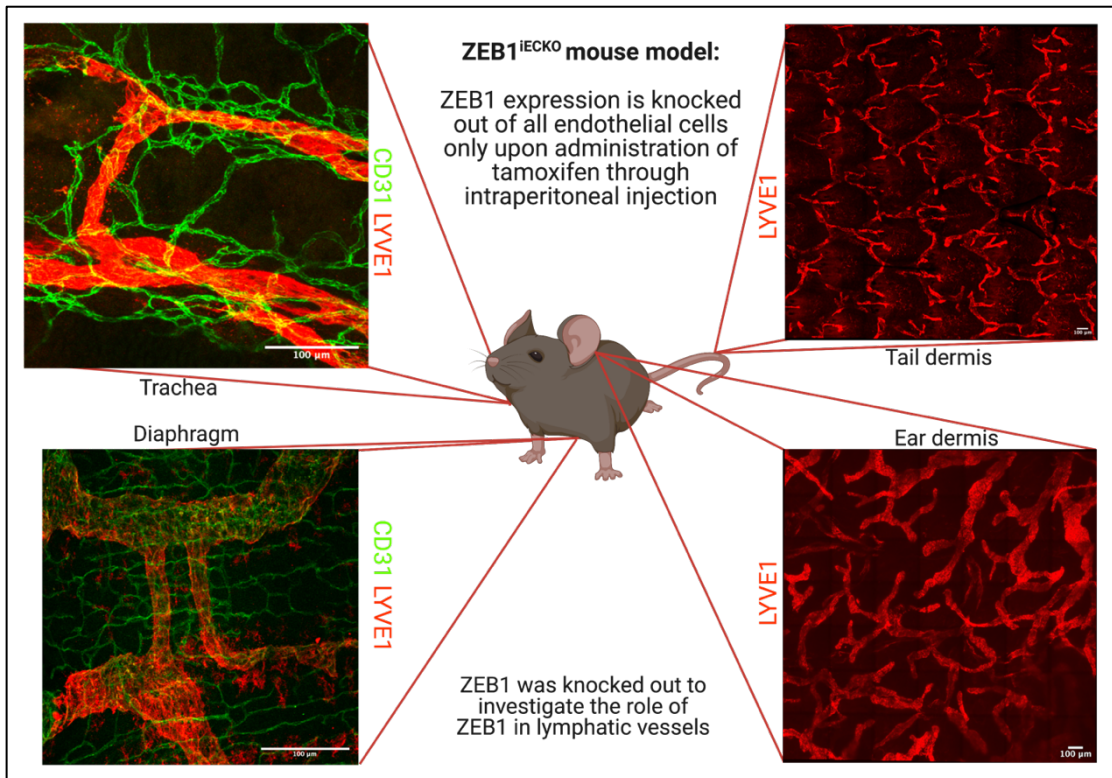 ZEB1iECKO mouse model:
ZEB1 expression is knocked
out of all endothelial cells
only upon administration of
tamoxifen through
intraperitoneal injection
CD31 LYVE1
100 μm
Trachea
LYVE1
100 μm
Tail dermis
Diaphragm
CD31 LYVE1
100 μm
Ear dermis
LYVE1
100 μm
ZEB1 was knocked out to
investigate the role of
ZEB1 in lymphatic vessels